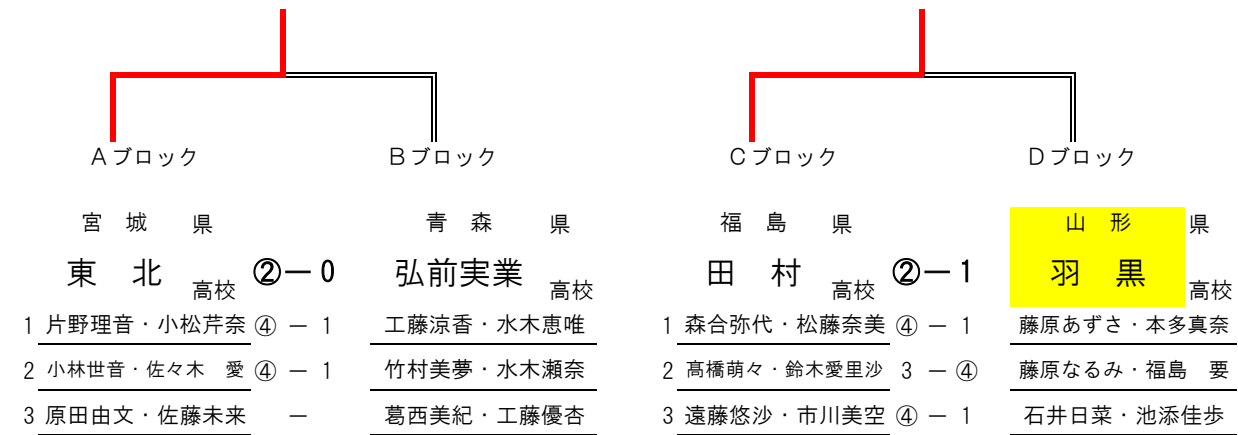 Aブロック Bブロック Cブロック Dブロック
宮 城 県 青 森 県 福 島 県 山 形 県
東 北 高校 ②－0 弘前実業 高校 田 村 高校 ②－1 羽 黒 高校
1 片野理音・小松芹奈 ④ － 1 工藤涼香・水木恵唯 1 森合弥代・松藤奈美 ④ － 1 藤原あずさ・本多真奈
2 小林世音・佐々木 愛 ④ － 1 竹村美夢・水木瀬奈 2 髙橋萌々・鈴木愛里沙 3 －④ 藤原なるみ・福島 要
3 原田由文・佐藤未来 － 葛西美紀・工藤優杏 3 遠藤悠沙・市川美空 ④ － 1 石井日菜・池添佳歩